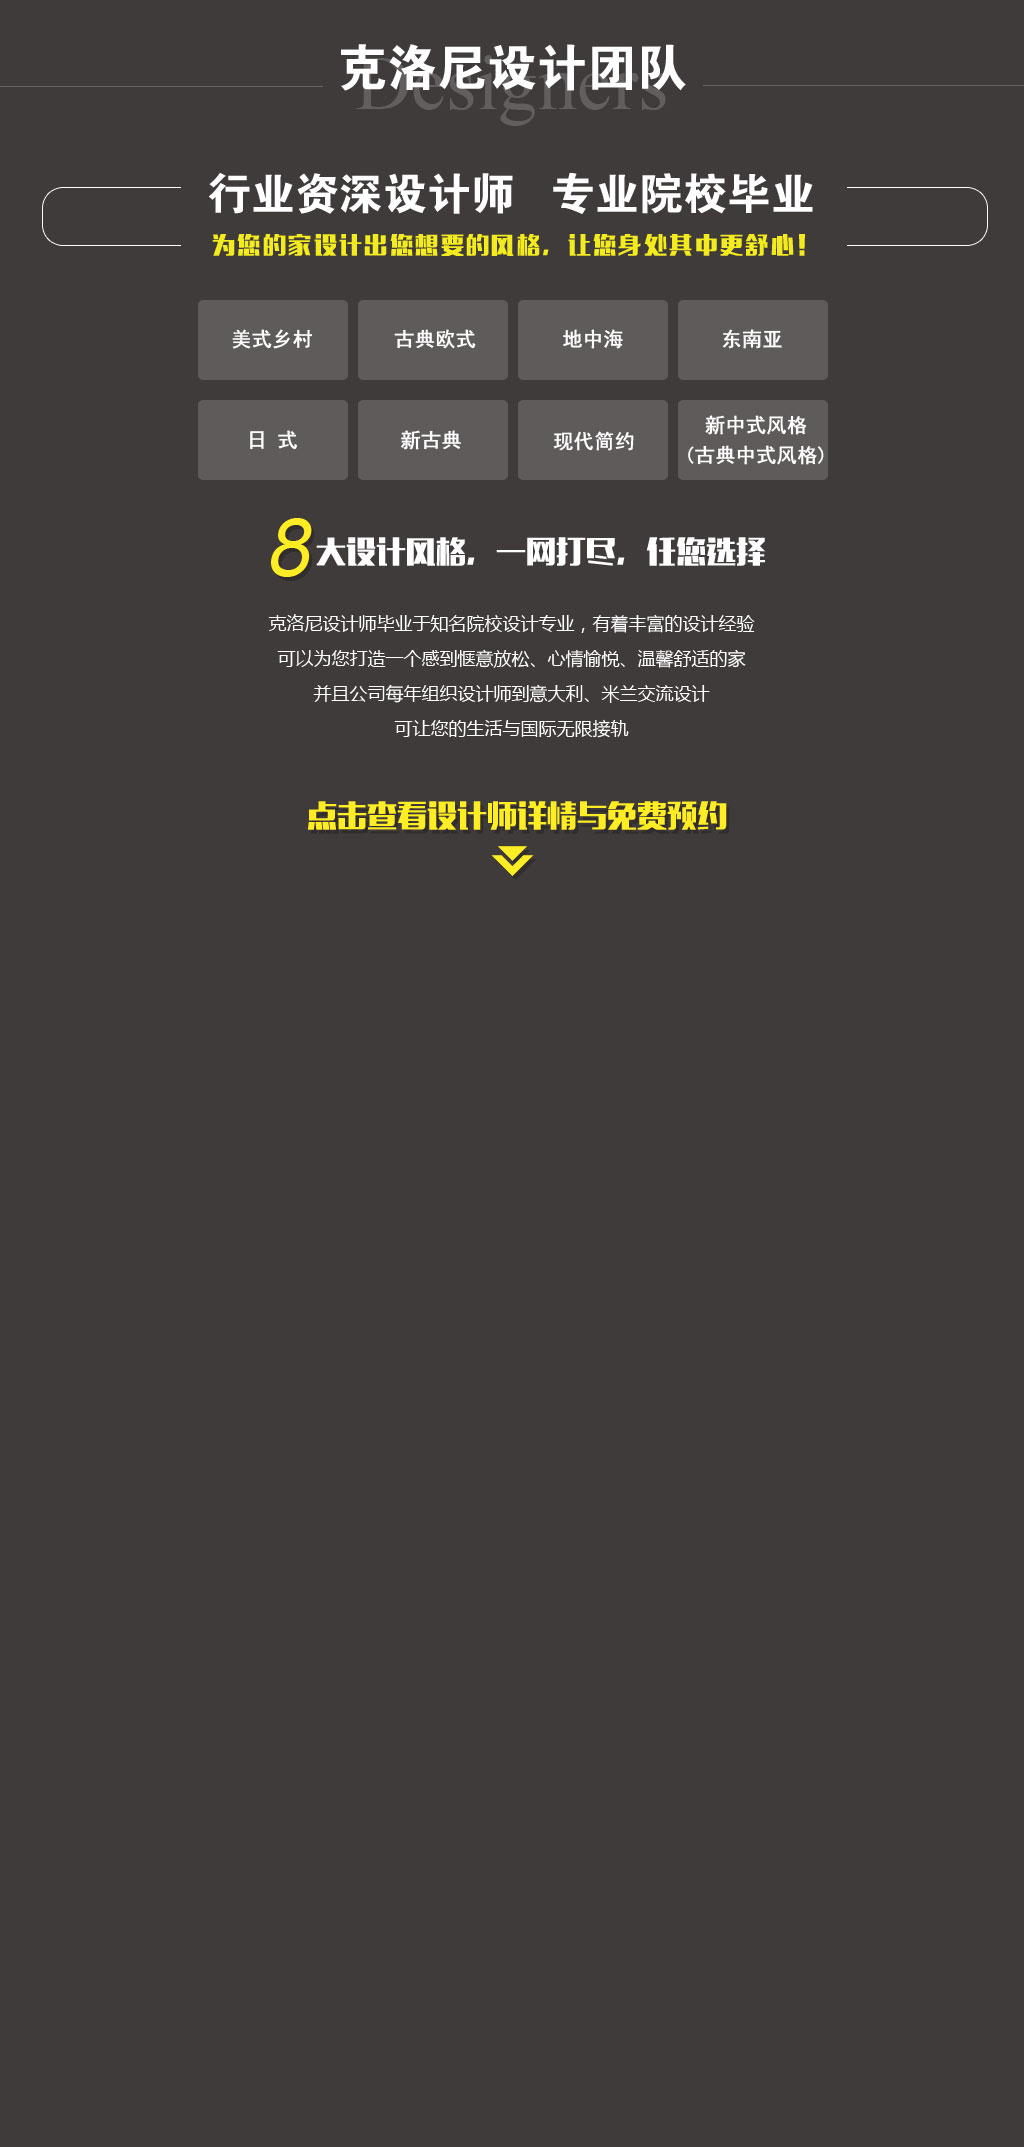 克洛尼设计团队
Designers
行业资深设计师 专业院校毕业
为您的家设计出您想要的风格，让您身处其中更舒心！
美式乡村 古典欧式 地中海 东南亚
日 式 新古典 现代简约 新中式风格
(古典中式风格)
8大设计风格，一网打尽，任您选择
克洛尼设计师毕业于知名院校设计专业，有着丰富的设计经验
可以为您打造一个感到惬意放松、心情愉悦、温馨舒适的家
并且公司每年组织设计师到意大利、米兰交流设计
可让您的生活与国际无限接轨
点击查看设计师详情与免费预约